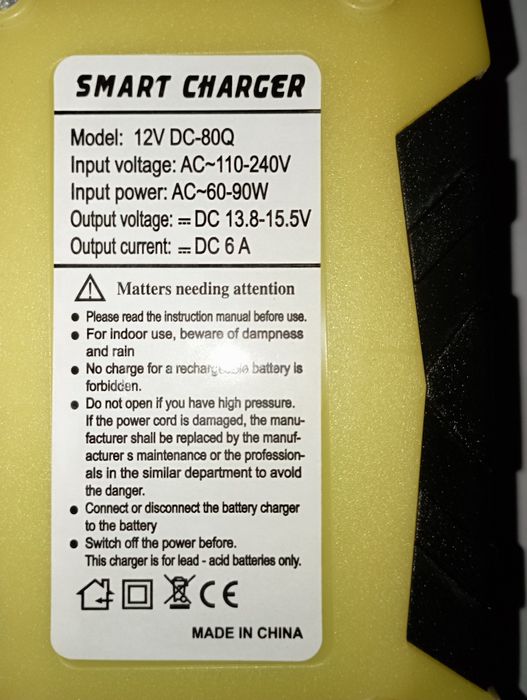 SMART CHARGER
Model: 12V DC-80Q
Input voltage: AC~110-240V
Input power: AC~60-90W
Output voltage: ⎓ DC 13.8-15.5V
Output current: ⎓ DC 6 A
Matters needing attention
● Please read the instruction manual before use.
● For indoor use, beware of dampness
and rain
● No charge for a rechargeable battery is
forbidden.
● Do not open if you have high pressure.
If the power cord is damaged, the manu-
facturer shall be replaced by the manuf-
acturer s maintenance or the profession-
als in the similar department to avoid
the danger.
● Connect or disconnect the battery charger
to the battery
● Switch off the power before.
This charger is for lead - acid batteries only.
CE
MADE IN CHINA